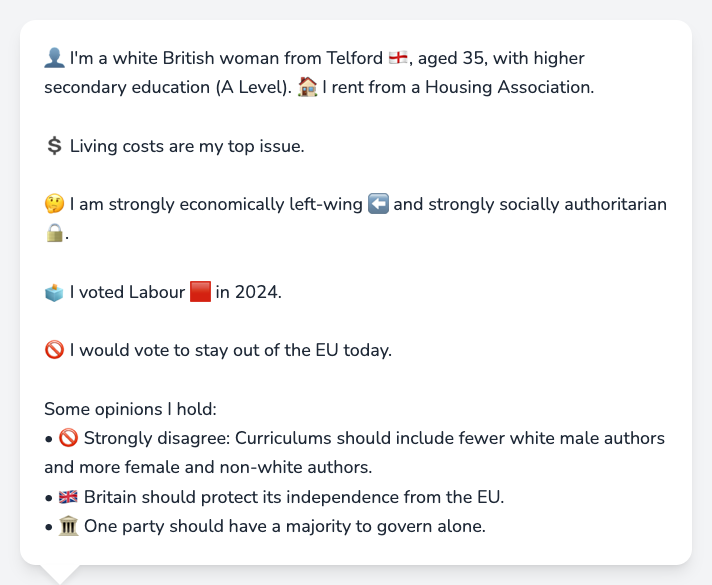 👤 I'm a white British woman from Telford 🏴󠁧󠁢󠁥󠁮󠁧󠁿, aged 35, with higher
secondary education (A Level). 🏠 I rent from a Housing Association.
💲 Living costs are my top issue.
🤔 I am strongly economically left-wing ⬅️ and strongly socially authoritarian
🔒.
🗳️ I voted Labour 🟥 in 2024.
🚫 I would vote to stay out of the EU today.
Some opinions I hold:
• 🚫 Strongly disagree: Curriculums should include fewer white male authors
and more female and non-white authors.
• 🇬🇧 Britain should protect its independence from the EU.
• 🏛️ One party should have a majority to govern alone.